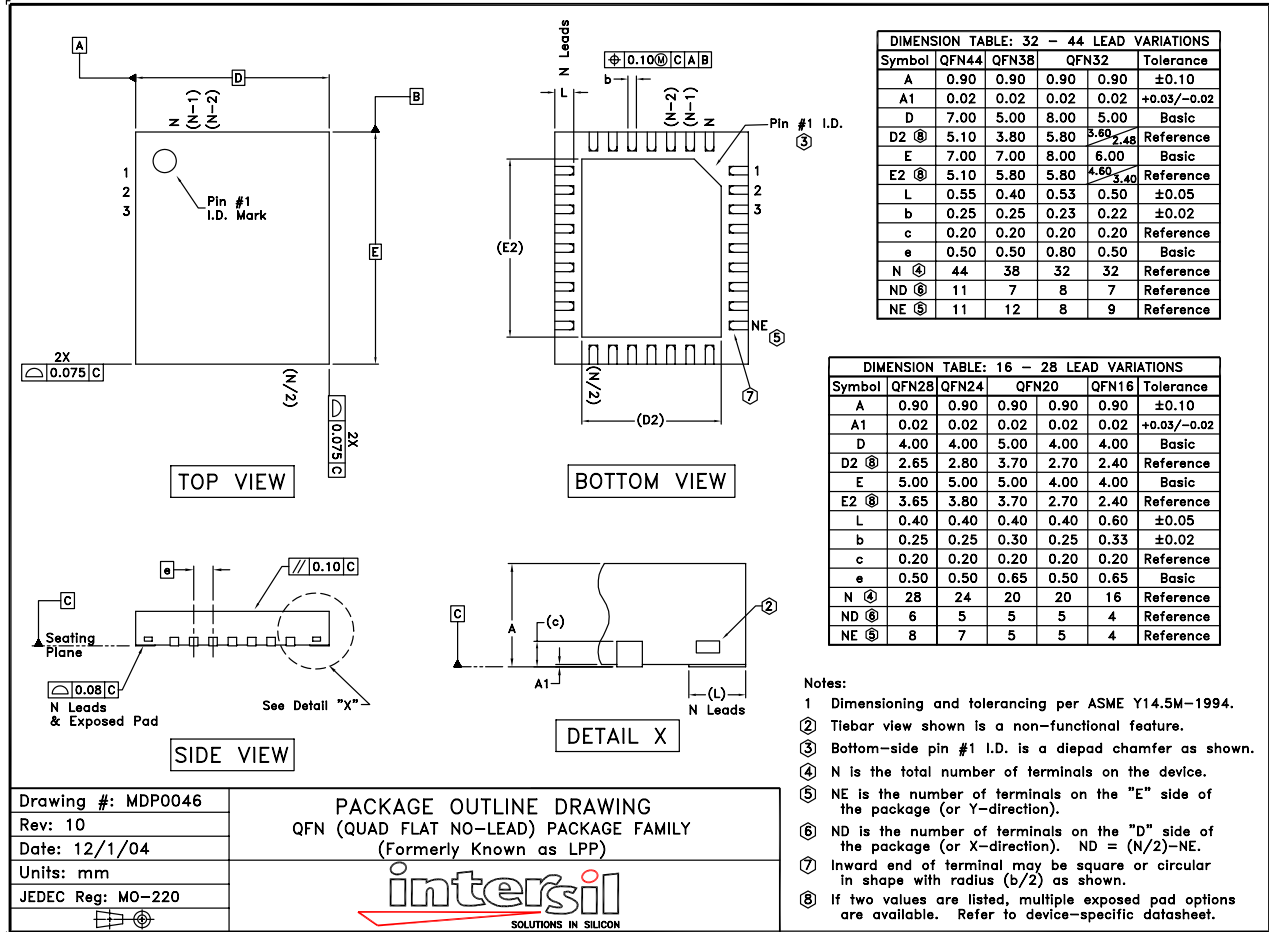 A
D
N
(N-1)
(N-2)
B
1
2
3
Pin #1
I.D. Mark
E
2X
⌓ 0.075 C
(N/2)
⌓ 0.075 C
2X
TOP VIEW
N Leads
L
⌖ 0.10Ⓜ C A B
b
(N-2)
(N-1)
N
Pin #1 I.D.
3
1
2
3
(E2)
NE
5
(N/2)
7
(D2)
BOTTOM VIEW
e
// 0.10 C
C
Seating
Plane
⌓ 0.08 C
N Leads
& Exposed Pad
See Detail "X"
SIDE VIEW
C
A
(c)
A1
2
(L)
N Leads
DETAIL X
DIMENSION TABLE: 32 - 44 LEAD VARIATIONS
Symbol QFN44 QFN38 QFN32 Tolerance
A 0.90 0.90 0.90 0.90 ±0.10
A1 0.02 0.02 0.02 0.02 +0.03/-0.02
D 7.00 5.00 8.00 5.00 Basic
D2 ⑧ 5.10 3.80 5.80 3.60/2.48 Reference
E 7.00 7.00 8.00 6.00 Basic
E2 ⑧ 5.10 5.80 5.80 4.60/3.40 Reference
L 0.55 0.40 0.53 0.50 ±0.05
b 0.25 0.25 0.23 0.22 ±0.02
c 0.20 0.20 0.20 0.20 Reference
e 0.50 0.50 0.80 0.50 Basic
N ④ 44 38 32 32 Reference
ND ⑥ 11 7 8 7 Reference
NE ⑤ 11 12 8 9 Reference
DIMENSION TABLE: 16 - 28 LEAD VARIATIONS
Symbol QFN28 QFN24 QFN20 QFN16 Tolerance
A 0.90 0.90 0.90 0.90 0.90 ±0.10
A1 0.02 0.02 0.02 0.02 0.02 +0.03/-0.02
D 4.00 4.00 5.00 4.00 4.00 Basic
D2 ⑧ 2.65 2.80 3.70 2.70 2.40 Reference
E 5.00 5.00 5.00 4.00 4.00 Basic
E2 ⑧ 3.65 3.80 3.70 2.70 2.40 Reference
L 0.40 0.40 0.40 0.40 0.60 ±0.05
b 0.25 0.25 0.30 0.25 0.33 ±0.02
c 0.20 0.20 0.20 0.20 0.20 Reference
e 0.50 0.50 0.65 0.50 0.65 Basic
N ④ 28 24 20 20 16 Reference
ND ⑥ 6 5 5 5 4 Reference
NE ⑤ 8 7 5 5 4 Reference
Notes:
1 Dimensioning and tolerancing per ASME Y14.5M-1994.
② Tiebar view shown is a non-functional feature.
③ Bottom-side pin #1 I.D. is a diepad chamfer as shown.
④ N is the total number of terminals on the device.
⑤ NE is the number of terminals on the "E" side of
the package (or Y-direction).
⑥ ND is the number of terminals on the "D" side of
the package (or X-direction). ND = (N/2)-NE.
⑦ Inward end of terminal may be square or circular
in shape with radius (b/2) as shown.
⑧ If two values are listed, multiple exposed pad options
are available. Refer to device-specific datasheet.
Drawing #: MDP0046
Rev: 10
Date: 12/1/04
Units: mm
JEDEC Reg: MO-220
PACKAGE OUTLINE DRAWING
QFN (QUAD FLAT NO-LEAD) PACKAGE FAMILY
(Formerly Known as LPP)
intersil
SOLUTIONS IN SILICON